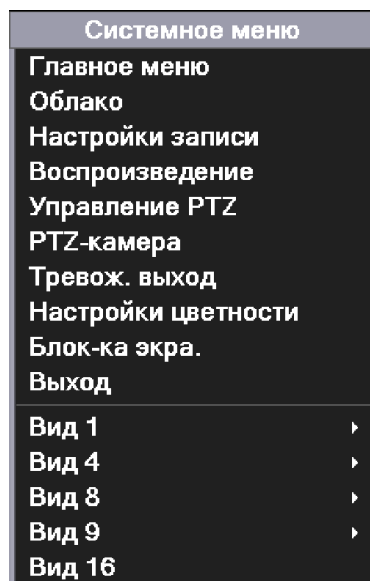 Системное меню
Главное меню
Облако
Настройки записи
Воспроизведение
Управление PTZ
PTZ-камера
Тревож. выход
Настройки цветности
Блок-ка экра.
Выход
Вид 1
Вид 4
Вид 8
Вид 9
Вид 16